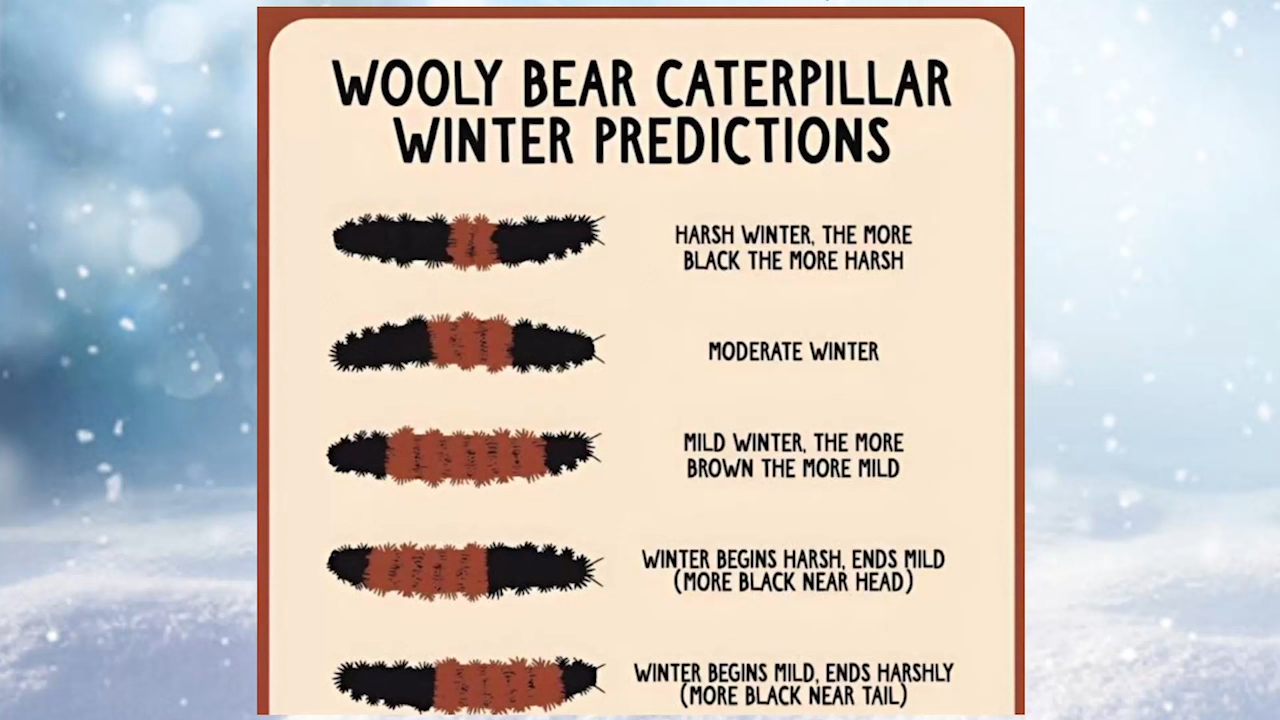 WOOLY BEAR CATERPILLAR
WINTER PREDICTIONS
HARSH WINTER, THE MORE
BLACK THE MORE HARSH
MODERATE WINTER
MILD WINTER, THE MORE
BROWN THE MORE MILD
WINTER BEGINS HARSH, ENDS MILD
(MORE BLACK NEAR HEAD)
WINTER BEGINS MILD, ENDS HARSHLY
(MORE BLACK NEAR TAIL)